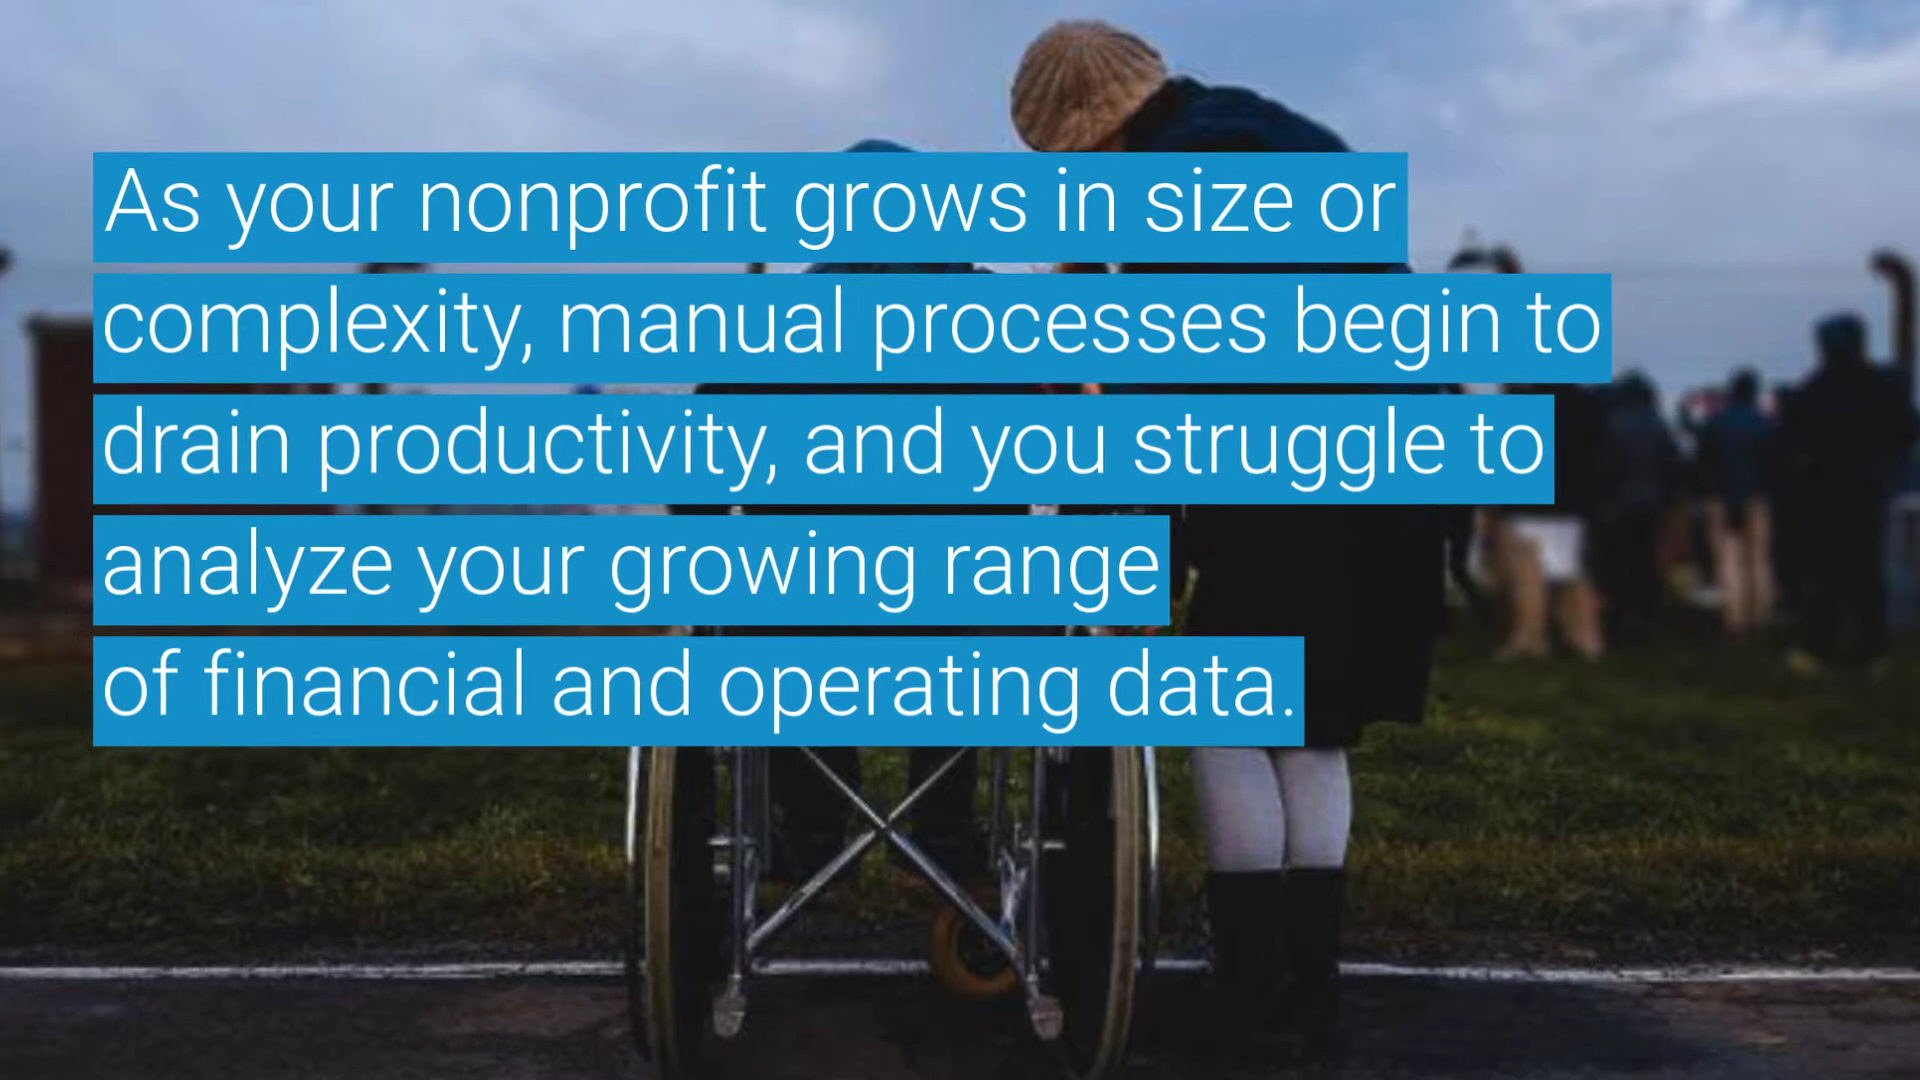 As your nonprofit grows in size or
complexity, manual processes begin to
drain productivity, and you struggle to
analyze your growing range
of financial and operating data.